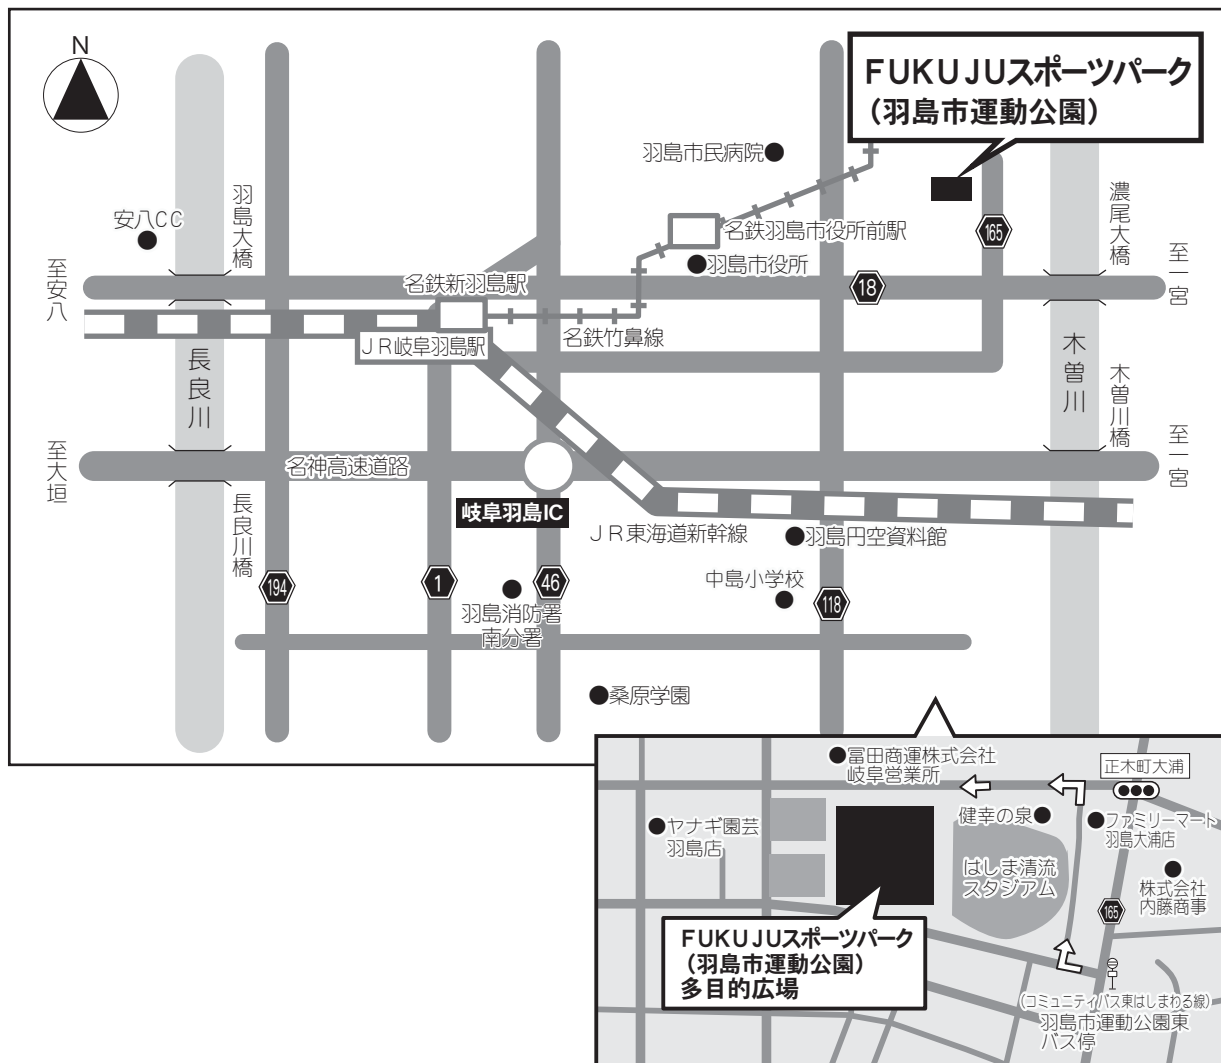 N
FUKUJUスポーツパーク
（羽島市運動公園）
羽島市民病院
安八CC
羽島大橋
濃尾大橋
165
名鉄羽島市役所前駅
羽島市役所
至安八
至一宮
名鉄新羽島駅
18
名鉄竹鼻線
JR岐阜羽島駅
長良川
木曽川
木曽川橋
至大垣
至一宮
名神高速道路
長良川橋
岐阜羽島IC
JR東海道新幹線
羽島円空資料館
194
1
46
中島小学校
118
羽島消防署
南分署
桑原学園
冨田商運株式会社
岐阜営業所
正木町大浦
ヤナギ園芸
羽島店
健幸の泉
ファミリーマート
羽島大浦店
はしま清流
スタジアム
株式会社
内藤商事
165
FUKUJUスポーツパーク
（羽島市運動公園）
多目的広場
（コミュニティバス東はしまわる線）
羽島市運動公園東
バス停